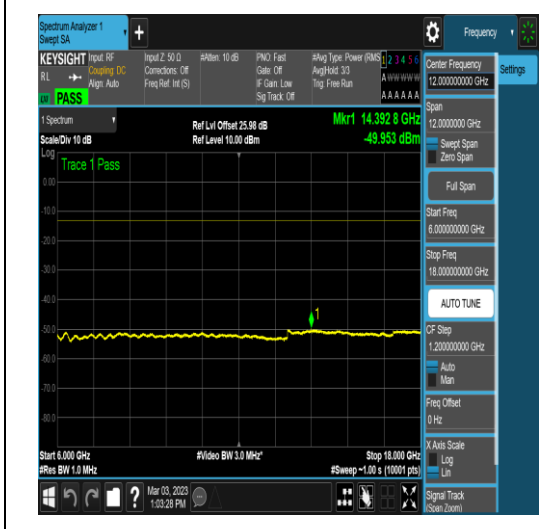 Spectrum Analyzer 1
Swept SA
+
Frequency
KEYSIGHT
Input: RF
Input Z: 50 Ω
#Atten: 10 dB
PNO: Fast
#Avg Type: Power (RMS
1 2 3 4 5 6
RL
Coupling: DC
Corrections: Off
Gate: Off
Avg|Hold: 3/3
A W W W W W
Align: Auto
Freq Ref: Int (S)
IF Gain: Low
Trig: Free Run
PASS
Sig Track: Off
A A A A A A
1 Spectrum
Ref Lvl Offset 25.98 dB
Mkr1 14.392 8 GHz
Scale/Div 10 dB
Ref Level 10.00 dBm
-49.953 dBm
Log
Trace 1 Pass
0.00
-10.0
-20.0
-30.0
-40.0
-50.0
-60.0
-70.0
-80.0
1
Start 6.000 GHz
#Video BW 3.0 MHz*
Stop 18.000 GHz
#Res BW 1.0 MHz
#Sweep ~1.00 s (10001 pts)
?
Mar 03, 2023
1:03:28 PM
Center Frequency
12.000000000 GHz
Settings
Span
12.0000000 GHz
Swept Span
Zero Span
Full Span
Start Freq
6.000000000 GHz
Stop Freq
18.000000000 GHz
AUTO TUNE
CF Step
1.200000000 GHz
Auto
Man
Freq Offset
0 Hz
X Axis Scale
Log
Lin
Signal Track
(Span Zoom)